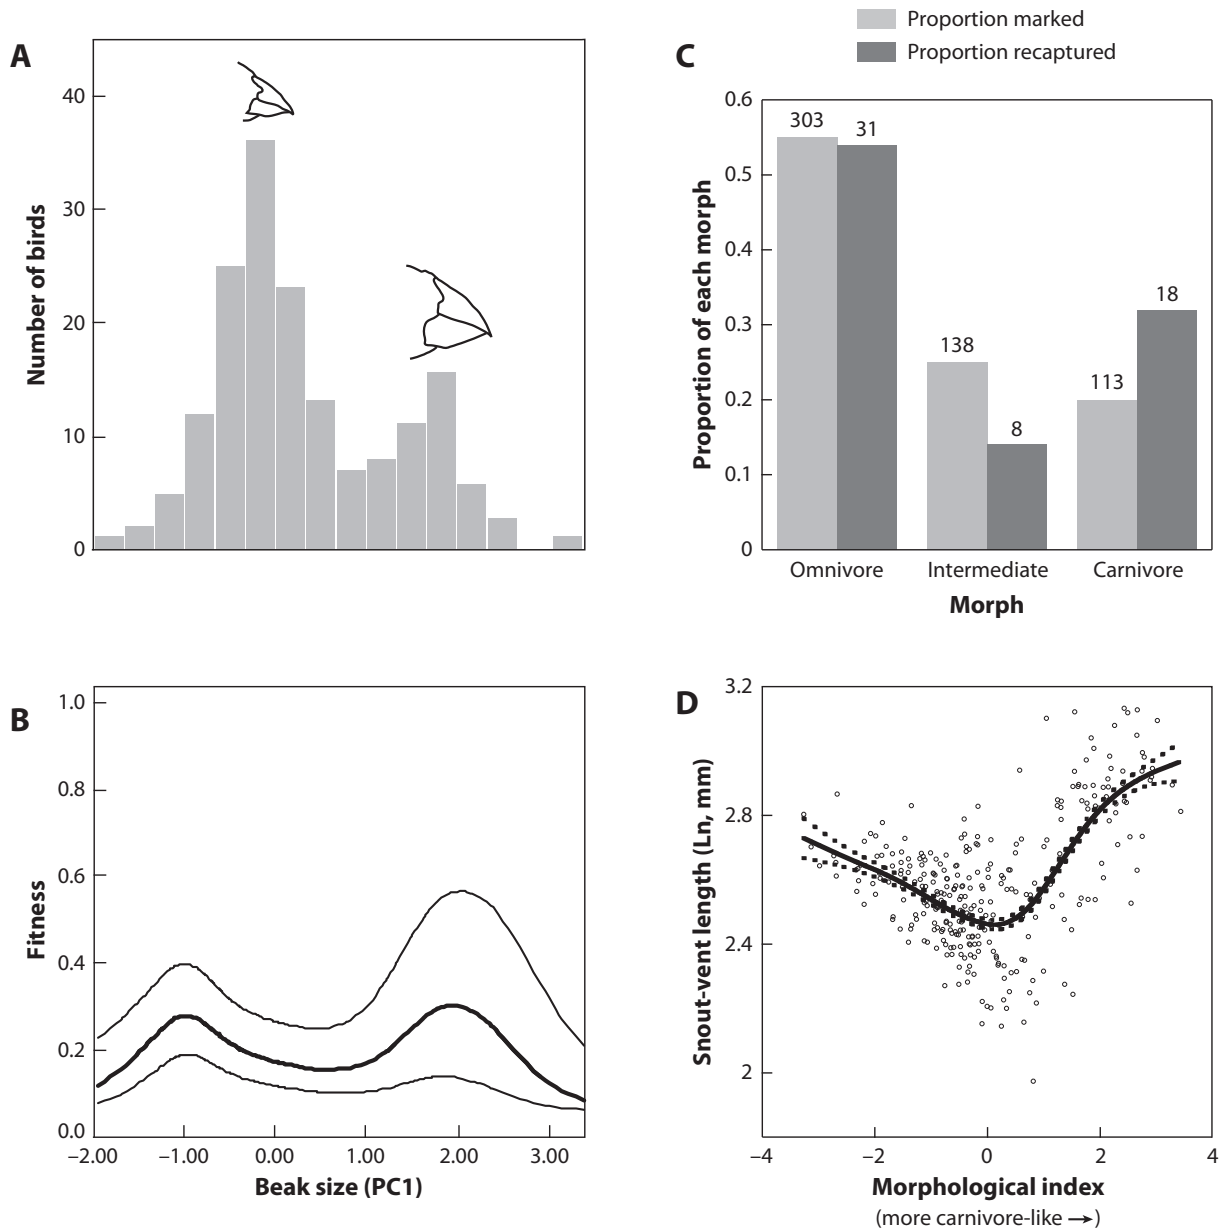 A
Number of birds
40
30
20
10
0
B
Fitness
1.0
0.8
0.6
0.4
0.2
0.0
−2.00 −1.00 0.00 1.00 2.00 3.00
Beak size (PC1)
Proportion marked
Proportion recaptured
C
Proportion of each morph
0.6
0.5
0.4
0.3
0.2
0.1
0
303
31
138
8
113
18
Omnivore Intermediate Carnivore
Morph
D
Snout-vent length (Ln, mm)
3.2
2.8
2.4
2
−4 −2 0 2 4
Morphological index
(more carnivore-like →)